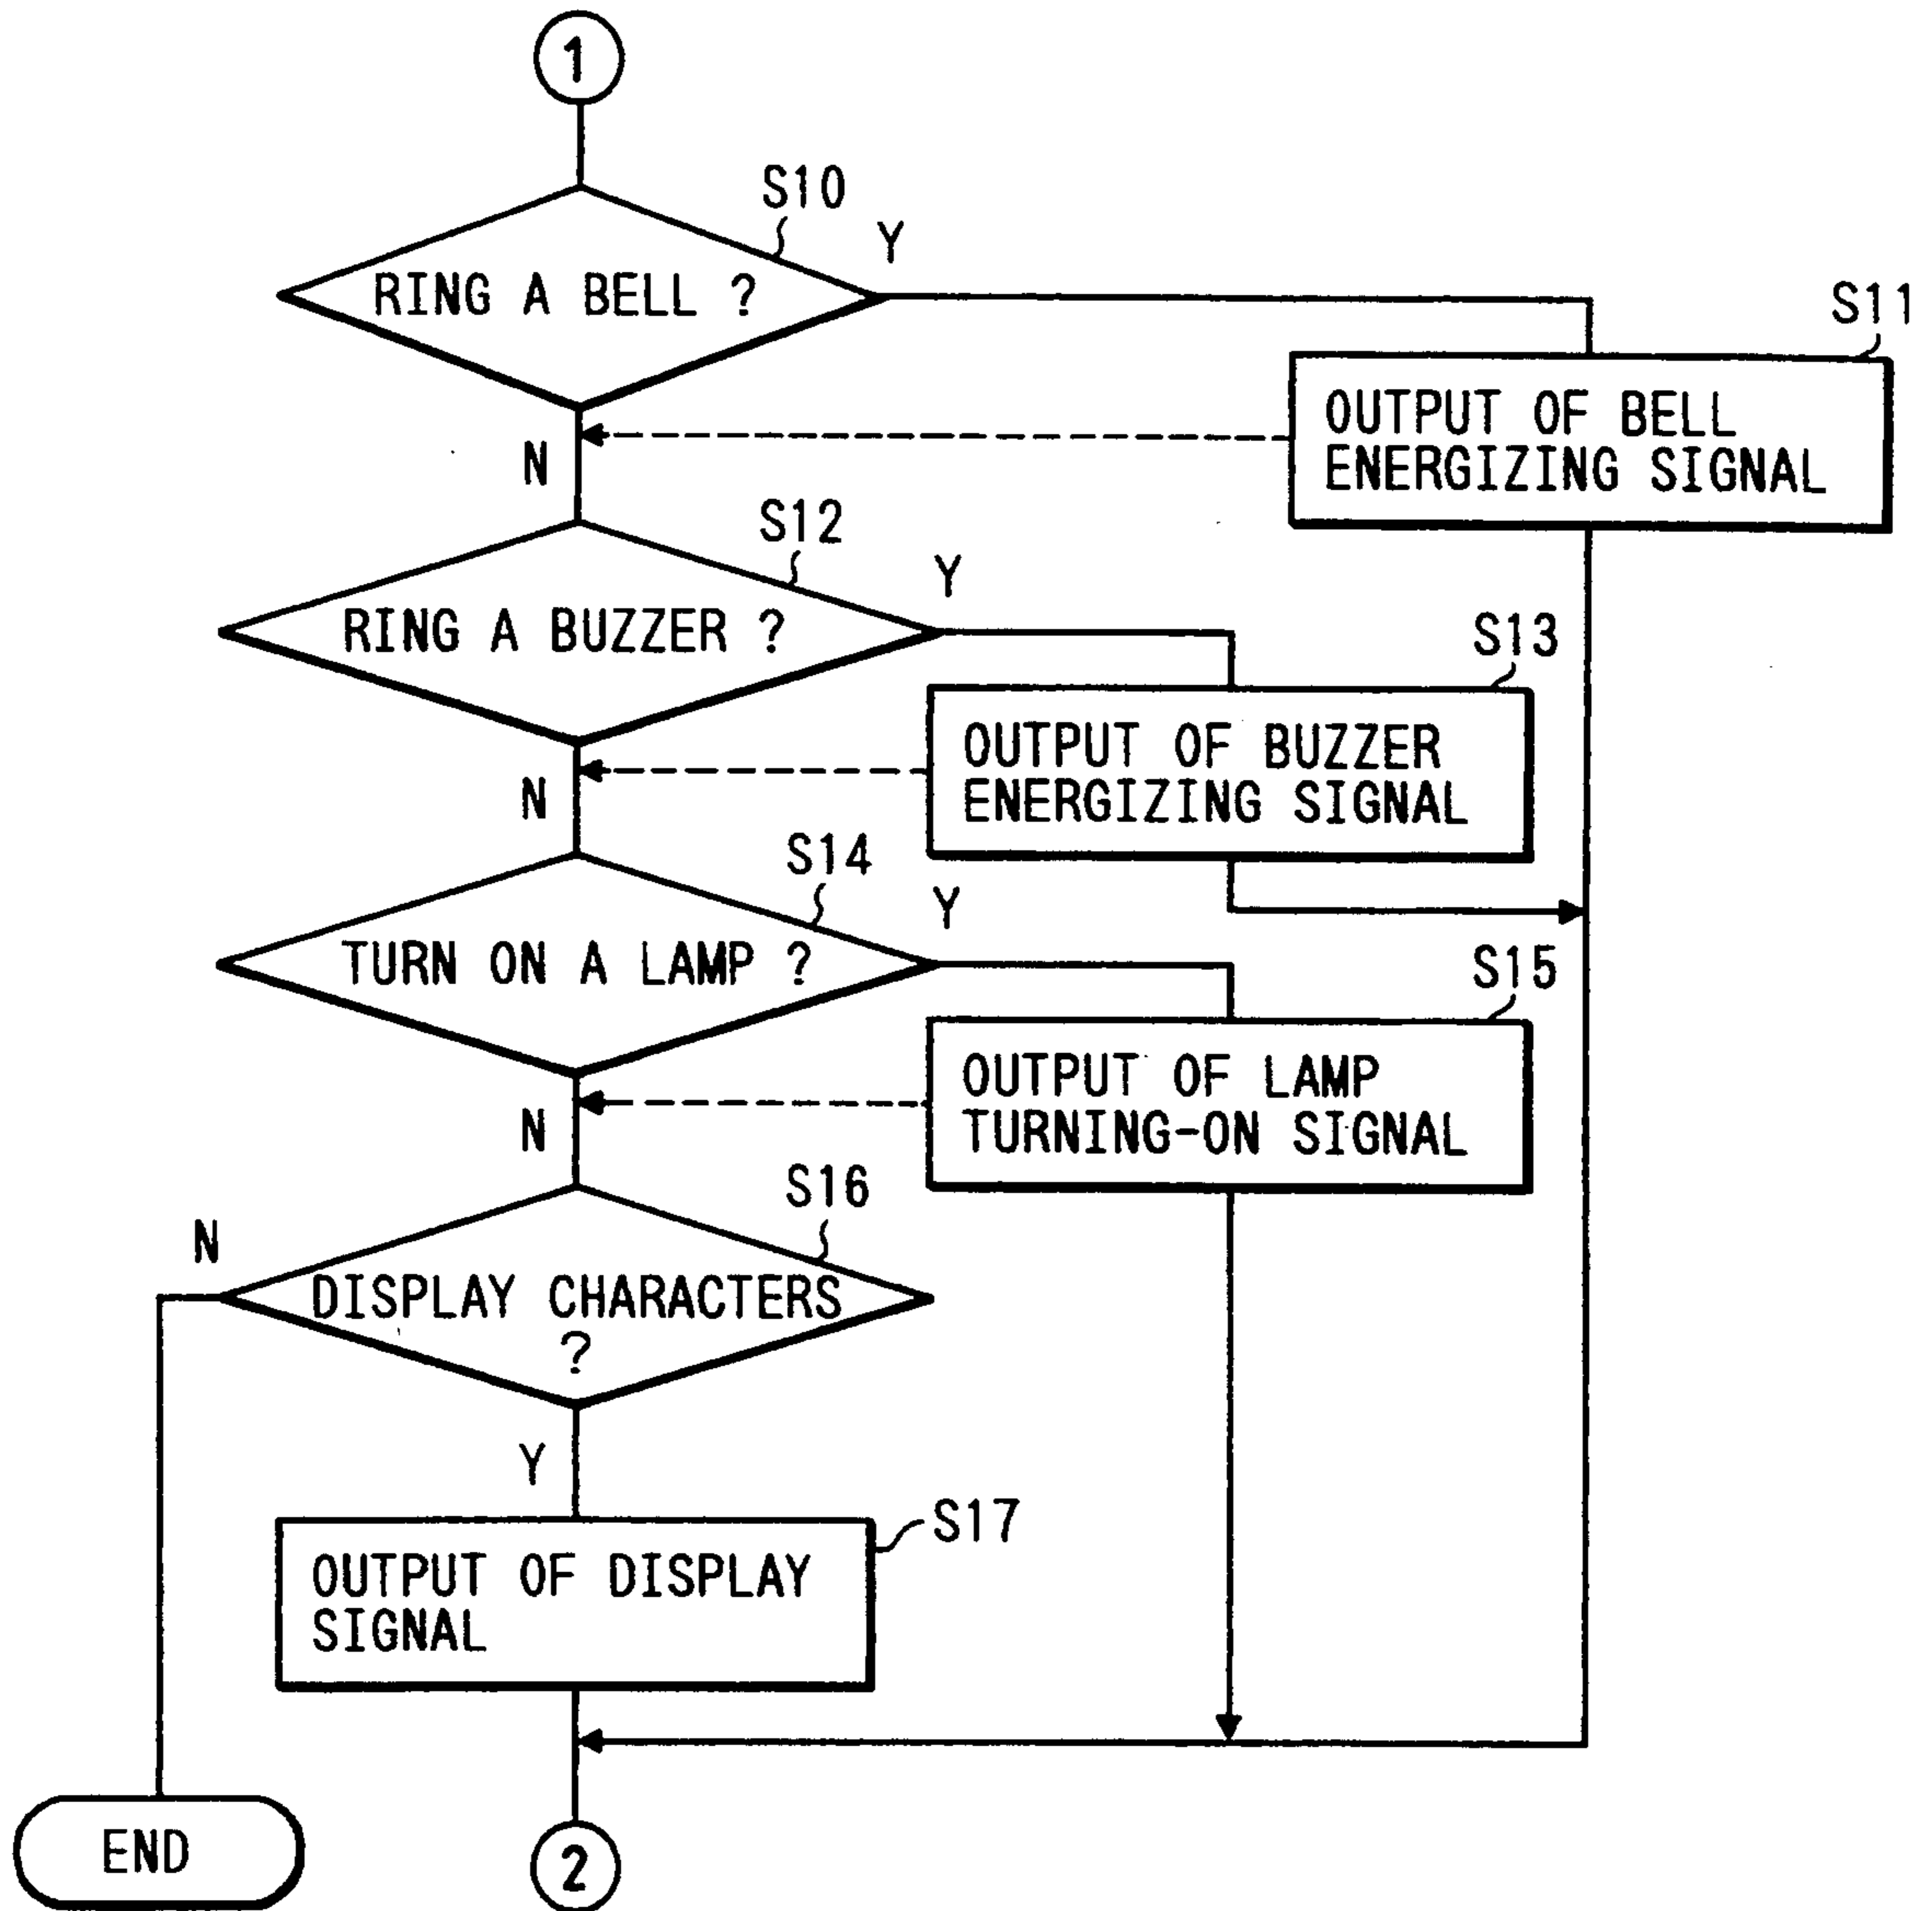 1
S10
Y
RING A BELL ?
S11
OUTPUT OF BELL
ENERGIZING SIGNAL
N
S12
Y
RING A BUZZER ?
S13
OUTPUT OF BUZZER
ENERGIZING SIGNAL
N
S14
Y
TURN ON A LAMP ?
S15
OUTPUT OF LAMP
TURNING-ON SIGNAL
N
S16
N
DISPLAY CHARACTERS
?
Y
S17
OUTPUT OF DISPLAY
SIGNAL
END
2